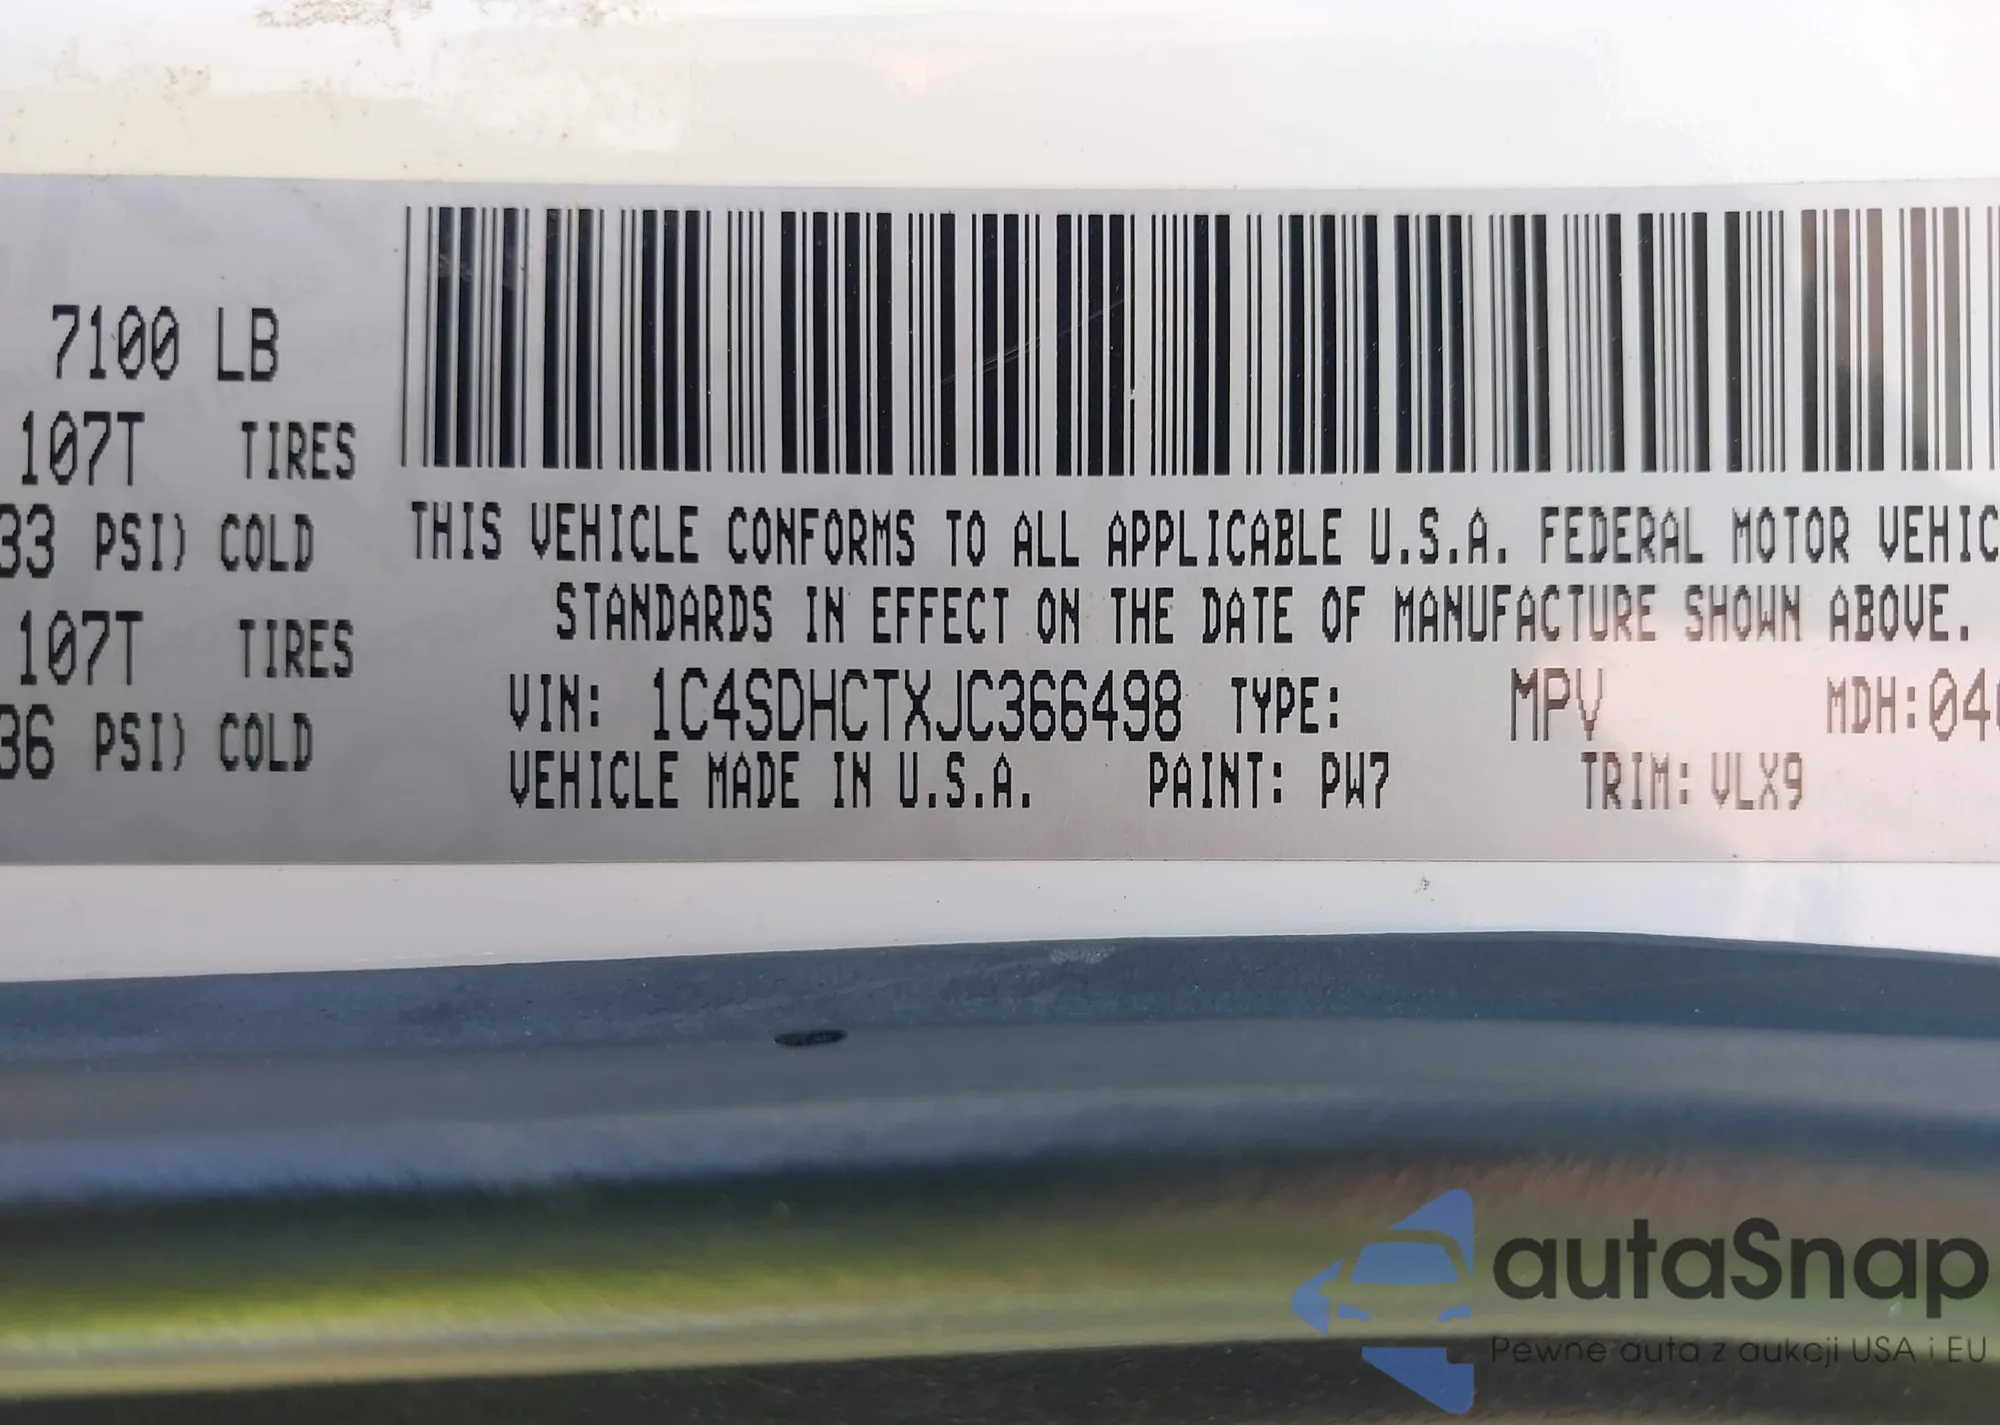 7100 LB
107T TIRES
33 PSI) COLD
107T TIRES
36 PSI) COLD
THIS VEHICLE CONFORMS TO ALL APPLICABLE U.S.A. FEDERAL MOTOR VEHIC
STANDARDS IN EFFECT ON THE DATE OF MANUFACTURE SHOWN ABOVE.
VIN: 1C4SDHCTXJC366498 TYPE: MPV MDH:04
VEHICLE MADE IN U.S.A. PAINT: PW7 TRIM: VLX9
autaSnap
Pewne auta z aukcji USA i EU